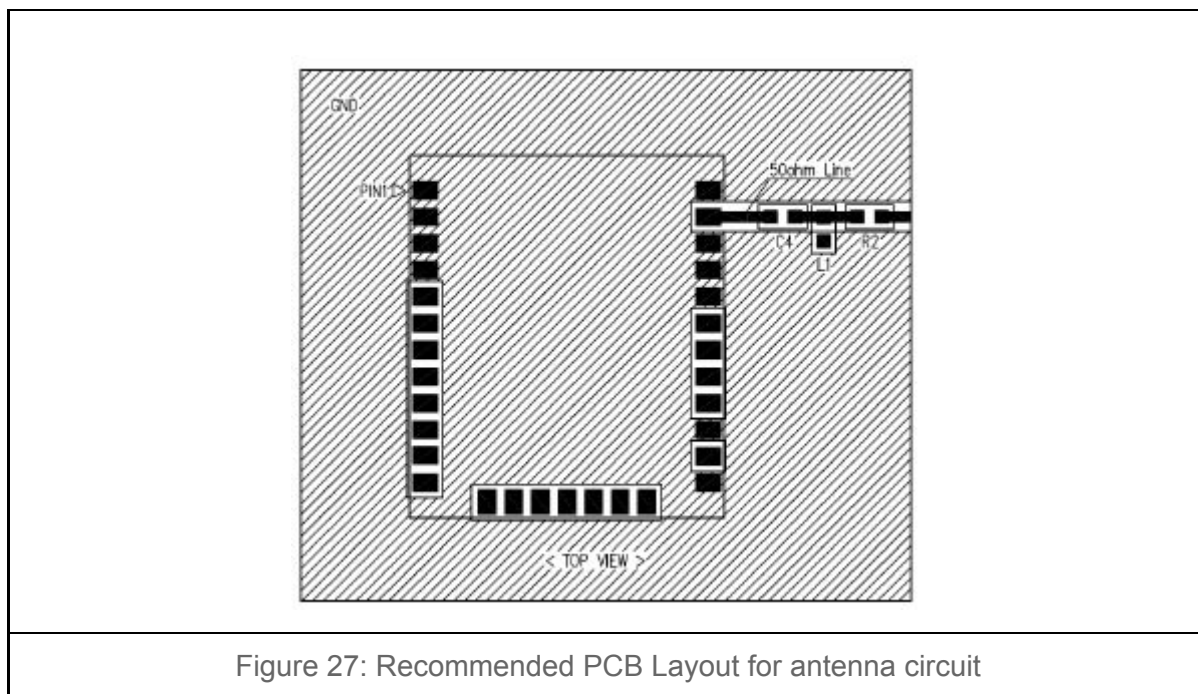 GND
50ohm Line
PIN1
C4
R2
L1
< TOP VIEW >
Figure 27: Recommended PCB Layout for antenna circuit